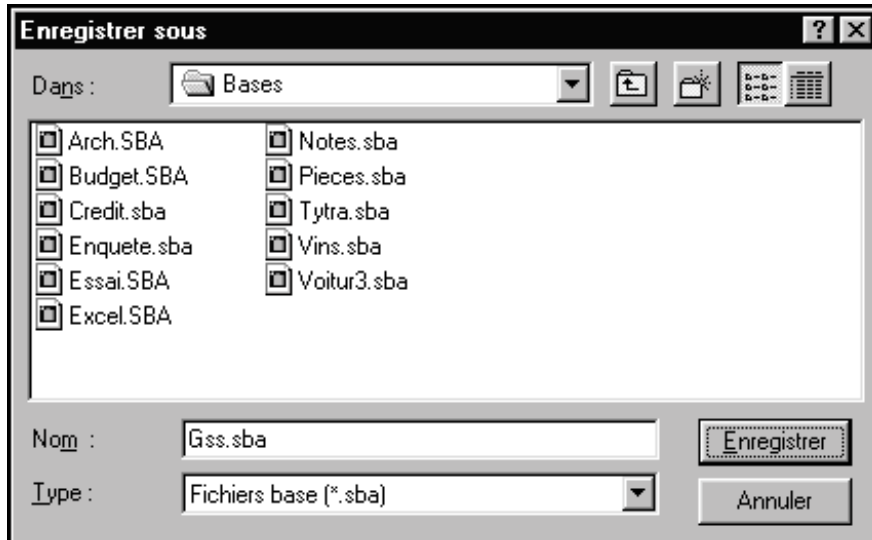 Enregistrer sous
Dans : Bases
Arch.SBA
Budget.SBA
Credit.sba
Enquete.sba
Essai.SBA
Excel.SBA
Notes.sba
Pieces.sba
Tytra.sba
Vins.sba
Voitur3.sba
Nom : Gss.sba Enregistrer
Type : Fichiers base (*.sba) Annuler